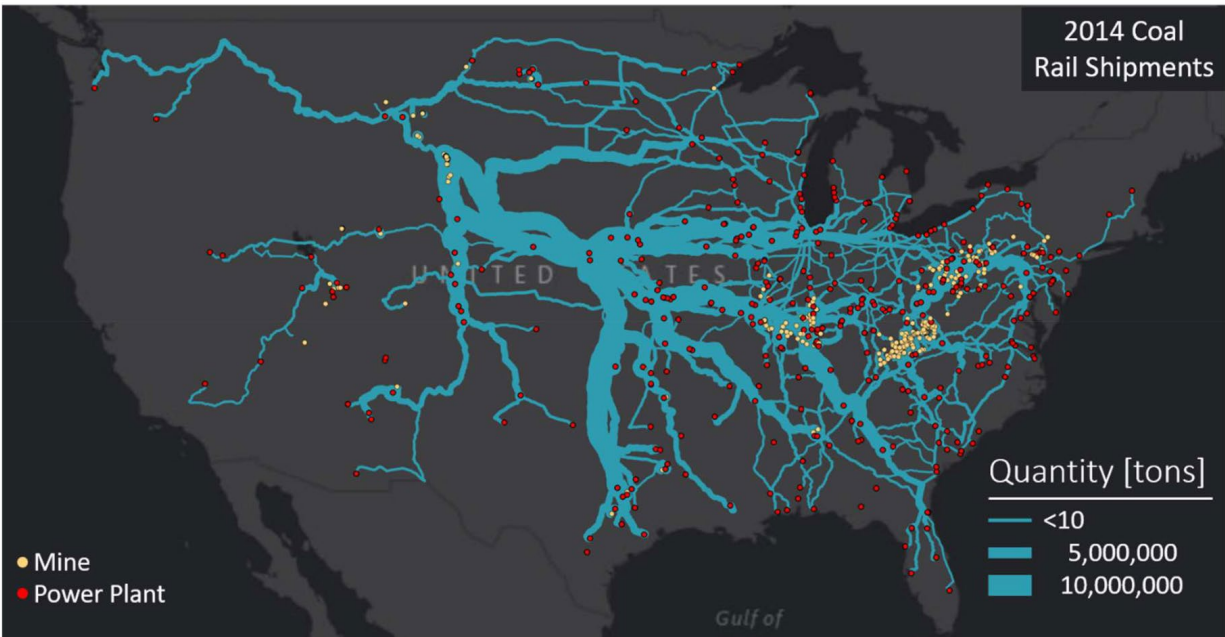 2014 Coal
Rail Shipments
UNITED STATES
Quantity [tons]
<10
5,000,000
10,000,000
Mine
Power Plant
Gulf of